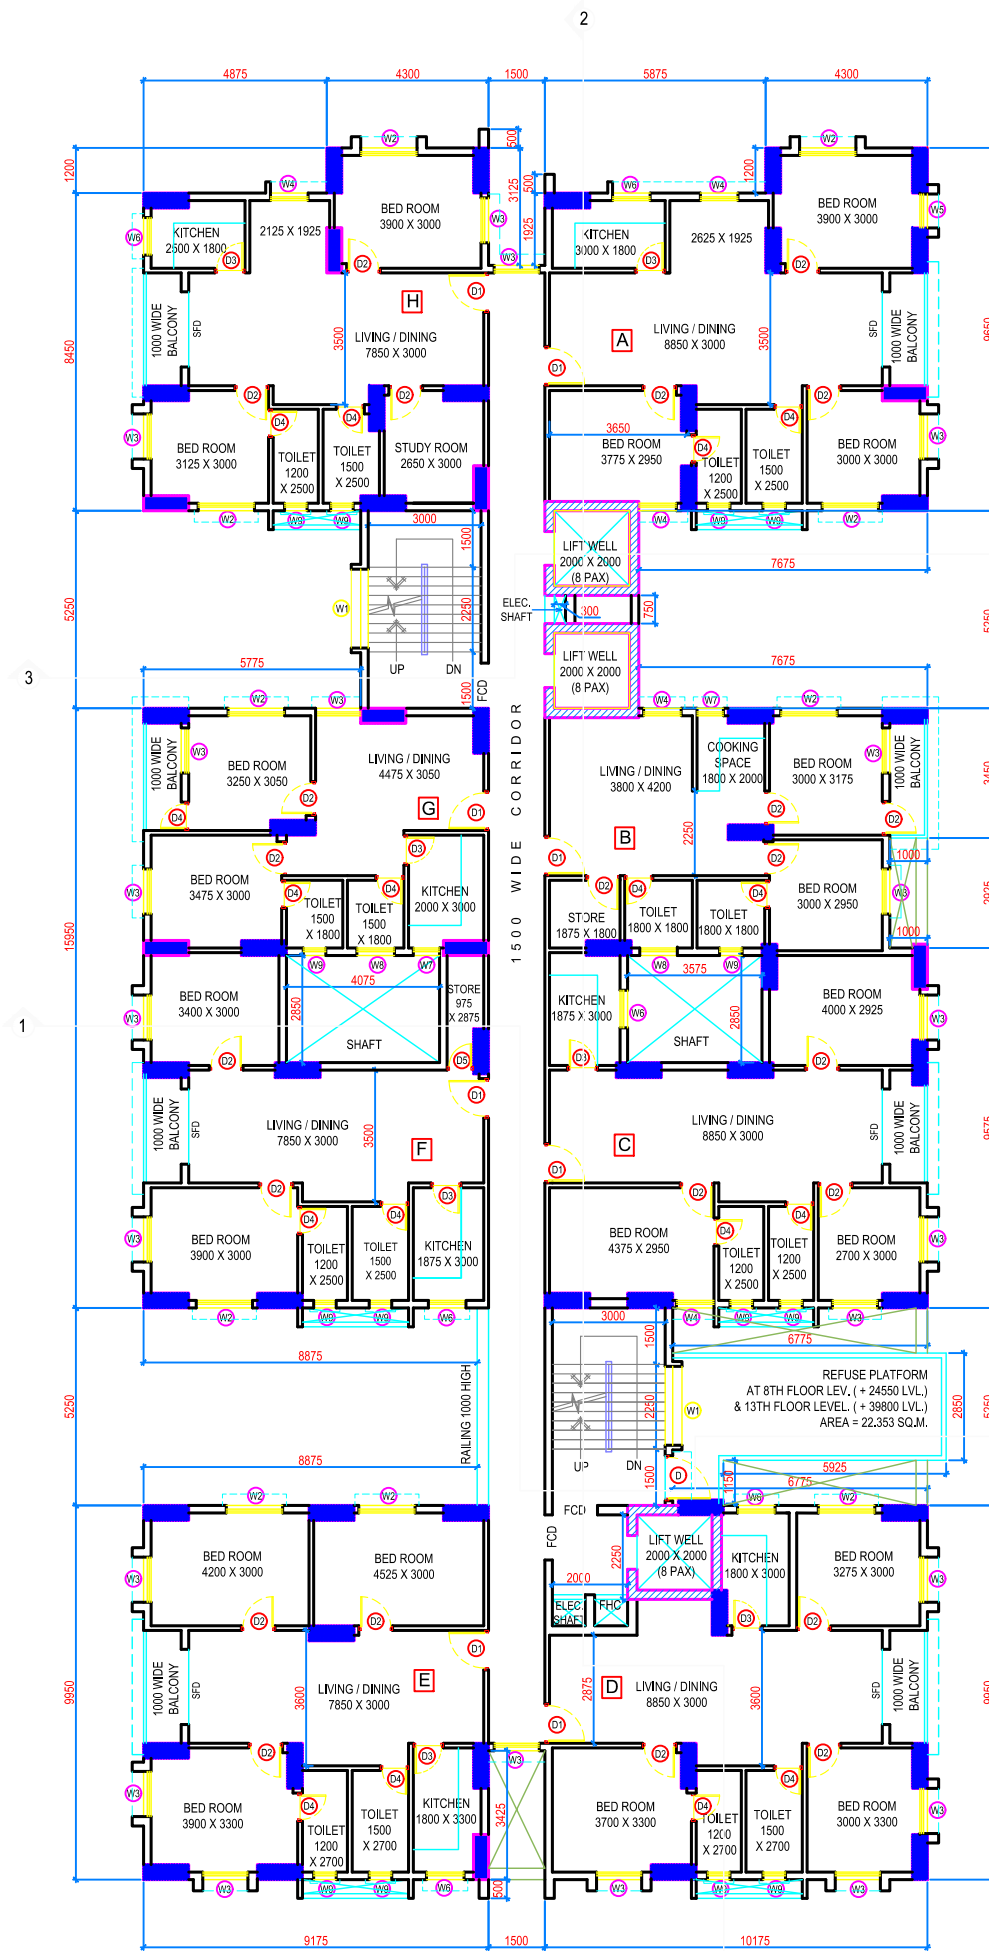 2
4875
4300
1500
5875
4300
W2
W2
500
1200
3125
500
1200
W4
W6
W4
BED ROOM
3900 X 3000
BED ROOM
3900 X 3000
W5
W3
1925
W6
KITCHEN
2500 X 1800
2125 X 1925
KITCHEN
3000 X 1800
2625 X 1925
D3
D2
W3
D3
D2
D1
H
8450
1000 WIDE
BALCONY
SFD
3500
LIVING / DINING
7850 X 3000
A
LIVING / DINING
8850 X 3000
3500
SFD
1000 WIDE
BALCONY
9650
D1
D2
D2
D2
D2
D4
D4
D4
D4
3650
W3
BED ROOM
3125 X 3000
TOILET
1200
X 2500
TOILET
1500
X 2500
STUDY ROOM
2650 X 3000
BED ROOM
3775 X 2950
TOILET
1200
X 2500
TOILET
1500
X 2500
BED ROOM
3000 X 3000
W3
W2
W9
W9
3000
W4
W9
W9
W2
1500
LIFT WELL
2000 X 2000
(8 PAX)
7675
5250
W1
2250
ELEC.
SHAFT
300
750
5250
UP
DN
LIFT WELL
2000 X 2000
(8 PAX)
7675
3
5775
1500
FCD
W2
W3
W4
W7
W2
1000 WIDE
BALCONY
W3
BED ROOM
3250 X 3050
LIVING / DINING
4475 X 3050
1500 WIDE CORRIDOR
LIVING / DINING
3800 X 4200
COOKING
SPACE
1800 X 2000
BED ROOM
3000 X 3175
W3
1000 WIDE
BALCONY
3450
D4
D2
G
D1
D2
D2
B
2250
D2
D3
D1
D2
1000
W3
BED ROOM
3475 X 3000
D4
D4
KITCHEN
2000 X 3000
D2
D4
D4
BED ROOM
3000 X 2950
W3
2925
TOILET
1500
X 1800
TOILET
1500
X 1800
STORE
1875 X 1800
TOILET
1800 X 1800
TOILET
1800 X 1800
1000
15950
W9
W8
W7
W8
W9
4075
3575
W3
BED ROOM
3400 X 3000
2850
SHAFT
STORE
975
X 2875
KITCHEN
1875 X 3000
W6
SHAFT
2850
BED ROOM
4000 X 2925
W3
1
D2
D5
D3
D2
D1
1000 WIDE
BALCONY
SFD
LIVING / DINING
7850 X 3000
3500
F
C
LIVING / DINING
8850 X 3000
SFD
1000 WIDE
BALCONY
9575
D1
D2
D3
D2
D2
D4
D4
D4
D4
W3
BED ROOM
3900 X 3000
TOILET
1200
X 2500
TOILET
1500
X 2500
KITCHEN
1875 X 3000
BED ROOM
4375 X 2950
TOILET
1200
X 2500
TOILET
1200
X 2500
BED ROOM
2700 X 3000
W3
W2
W9
W9
W6
W4
W9
W9
W3
3000
1500
6775
8875
5250
RAILING 1000 HIGH
2250
W1
REFUSE PLATFORM
AT 8TH FLOOR LEV. ( + 24550 LVL.)
& 13TH FLOOR LEVEL. ( + 39800 LVL.)
AREA = 22.353 SQ.M.
2850
5250
8875
UP
DN
1500
D
5925
6775
1150
W2
W2
FCD
W6
W2
W3
BED ROOM
4200 X 3000
BED ROOM
4525 X 3000
FCD
2250
LIFT WELL
2000 X 2000
(8 PAX)
KITCHEN
1800 X 3000
BED ROOM
3275 X 3000
W3
2000
ELEC.
SHAFT
FHC
D2
D2
D3
D2
D1
9950
1000 WIDE
BALCONY
SFD
3600
LIVING / DINING
7850 X 3000
E
2875
D
LIVING / DINING
8850 X 3000
3600
SFD
1000 WIDE
BALCONY
9950
D1
D2
D3
W3
D2
D2
D4
D4
D4
D4
W3
BED ROOM
3900 X 3300
TOILET
1200
X 2700
TOILET
1500
X 2700
KITCHEN
1800 X 3300
3425
BED ROOM
3700 X 3300
TOILET
1200
X 2700
TOILET
1500
X 2700
BED ROOM
3000 X 3300
W3
W3
W9
W9
W6
500
W3
W9
W3
9175
1500
10175